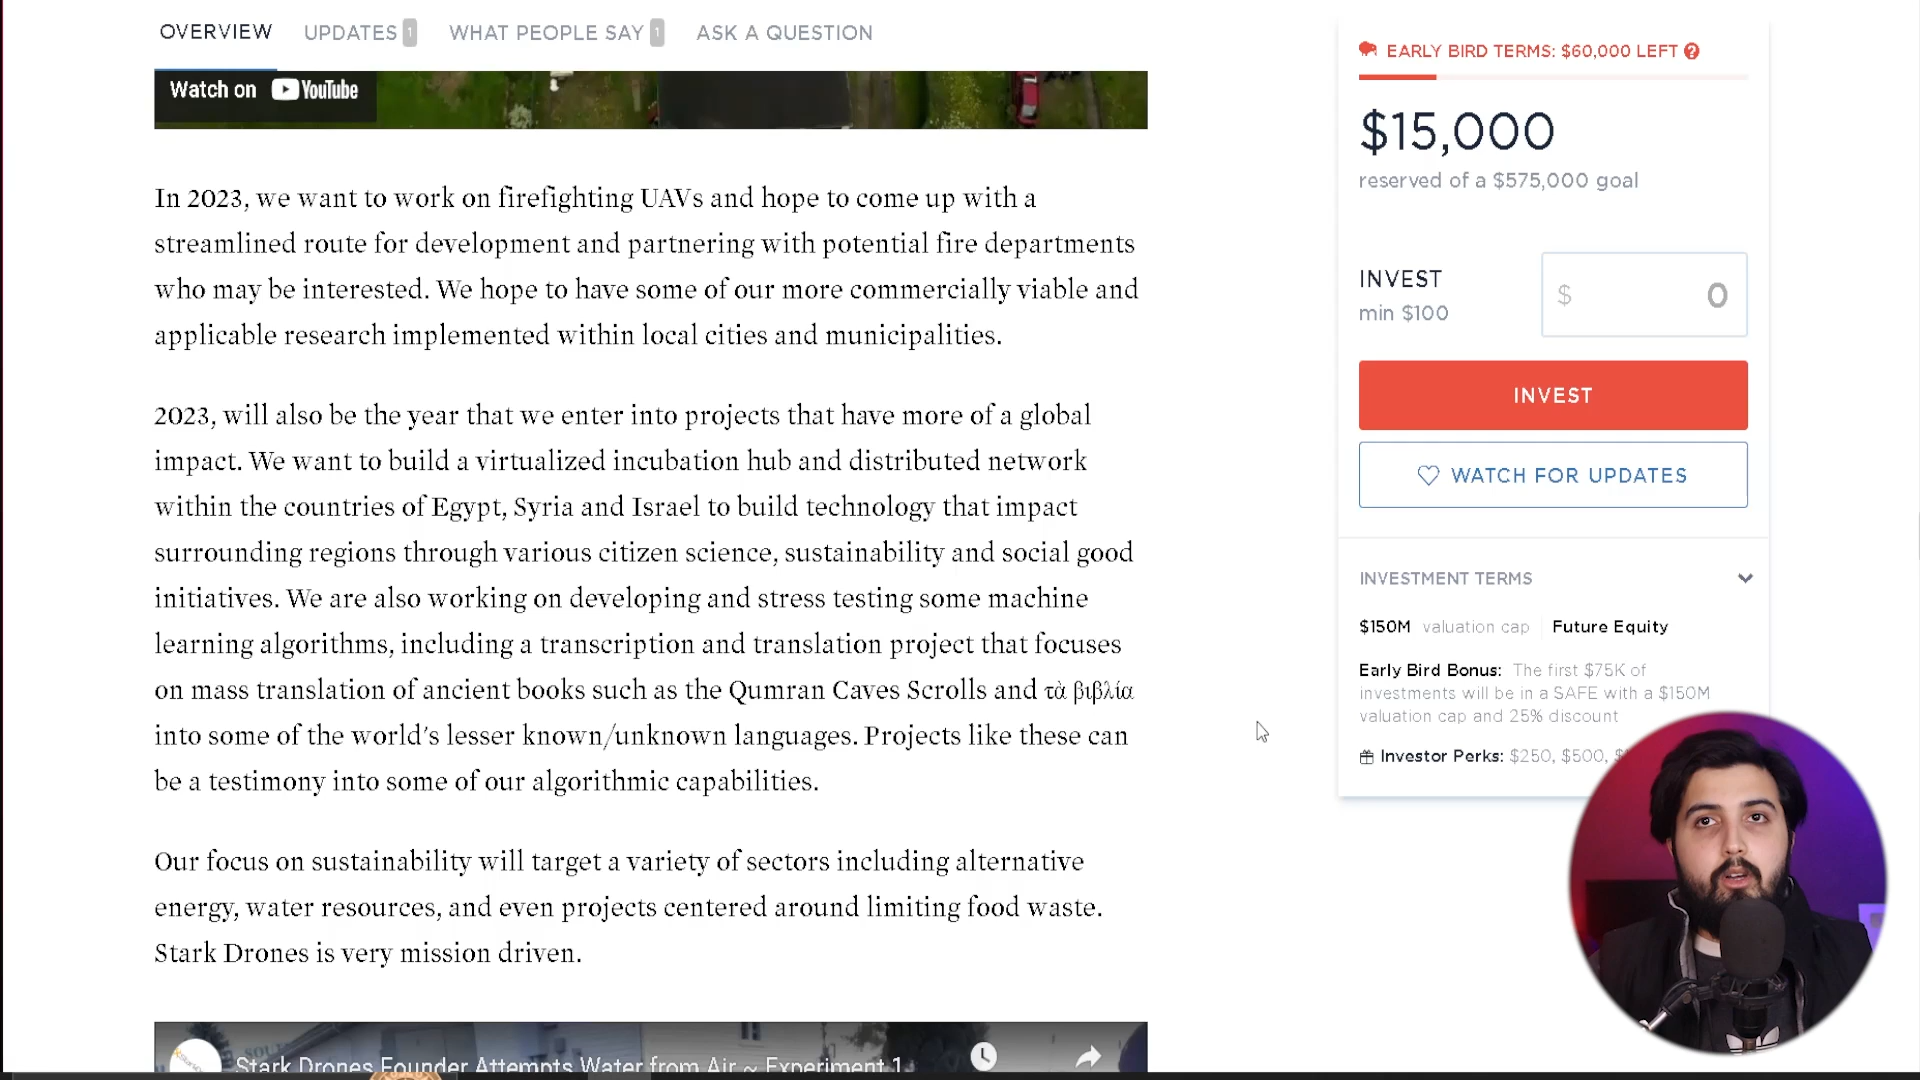 OVERVIEW UPDATES 1 WHAT PEOPLE SAY 1 ASK A QUESTION
Watch on YouTube
In 2023, we want to work on firefighting UAVs and hope to come up with a
streamlined route for development and partnering with potential fire departments
who may be interested. We hope to have some of our more commercially viable and
applicable research implemented within local cities and municipalities.
2023, will also be the year that we enter into projects that have more of a global
impact. We want to build a virtualized incubation hub and distributed network
within the countries of Egypt, Syria and Israel to build technology that impact
surrounding regions through various citizen science, sustainability and social good
initiatives. We are also working on developing and stress testing some machine
learning algorithms, including a transcription and translation project that focuses
on mass translation of ancient books such as the Qumran Caves Scrolls and τὰ βιβλία
into some of the world's lesser known/unknown languages. Projects like these can
be a testimony into some of our algorithmic capabilities.
Our focus on sustainability will target a variety of sectors including alternative
energy, water resources, and even projects centered around limiting food waste.
Stark Drones is very mission driven.
Stark Drones Founder Attempts Water from Air ~ Experiment 1
EARLY BIRD TERMS: $60,000 LEFT ?
$15,000
reserved of a $575,000 goal
INVEST
min $100
$ 0
INVEST
WATCH FOR UPDATES
INVESTMENT TERMS
$150M valuation cap Future Equity
Early Bird Bonus: The first $75K of
investments will be in a SAFE with a $150M
valuation cap and 25% discount
Investor Perks: $250, $500,